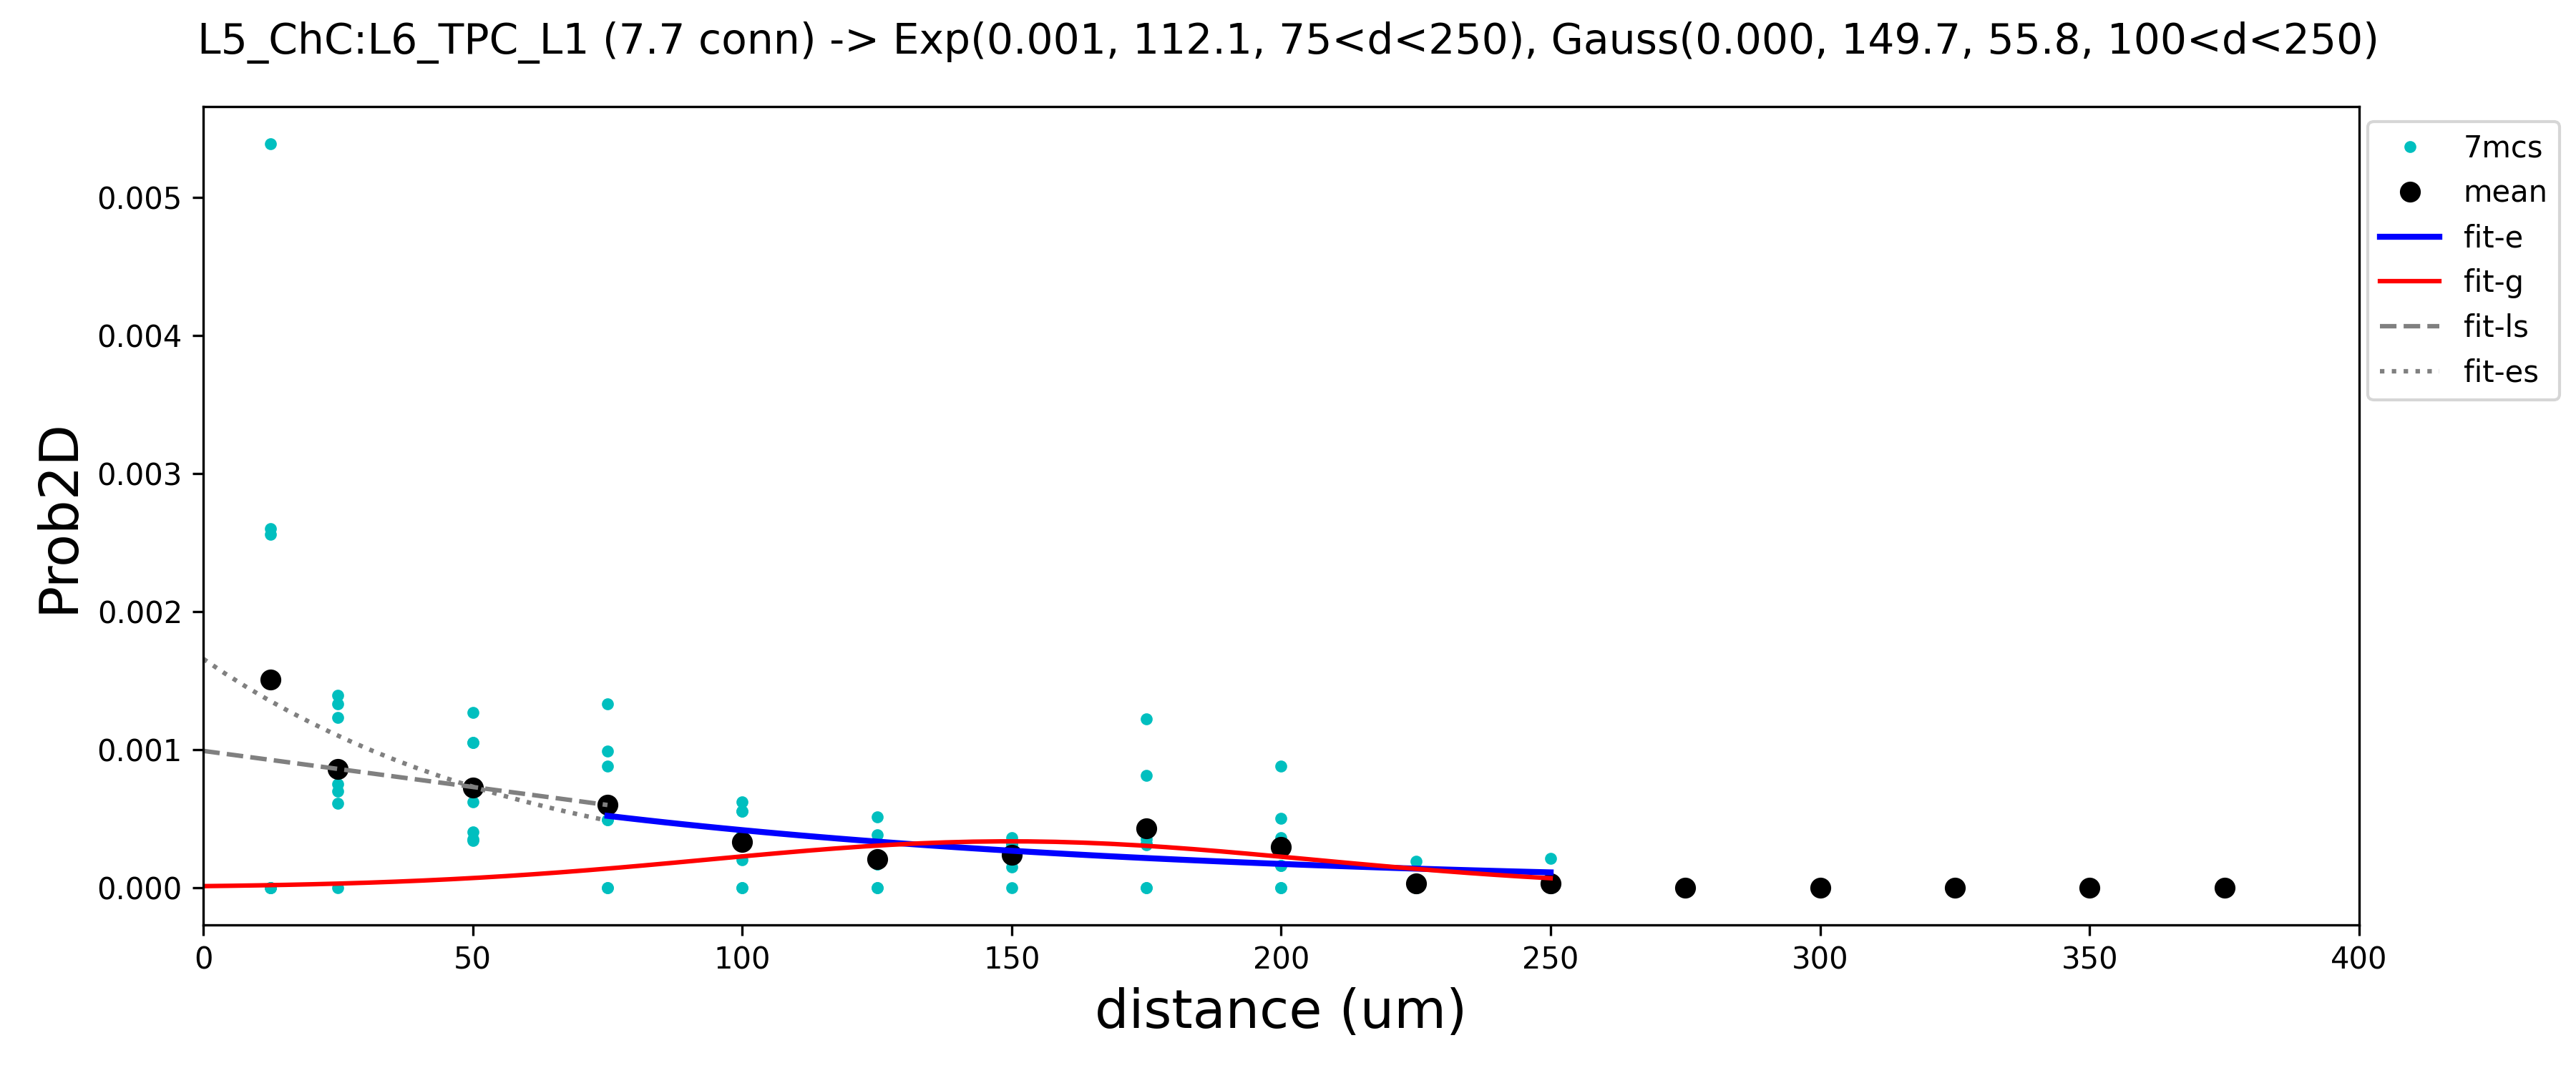 L5_ChC:L6_TPC_L1 (7.7 conn) -> Exp(0.001, 112.1, 75<d<250), Gauss(0.000, 149.7, 55.8, 100<d<250)
7mcs
mean
fit-e
fit-g
fit-ls
fit-es
Prob2D
0.005
0.004
0.003
0.002
0.001
0.000
0 50 100 150 200 250 300 350 400
distance (um)